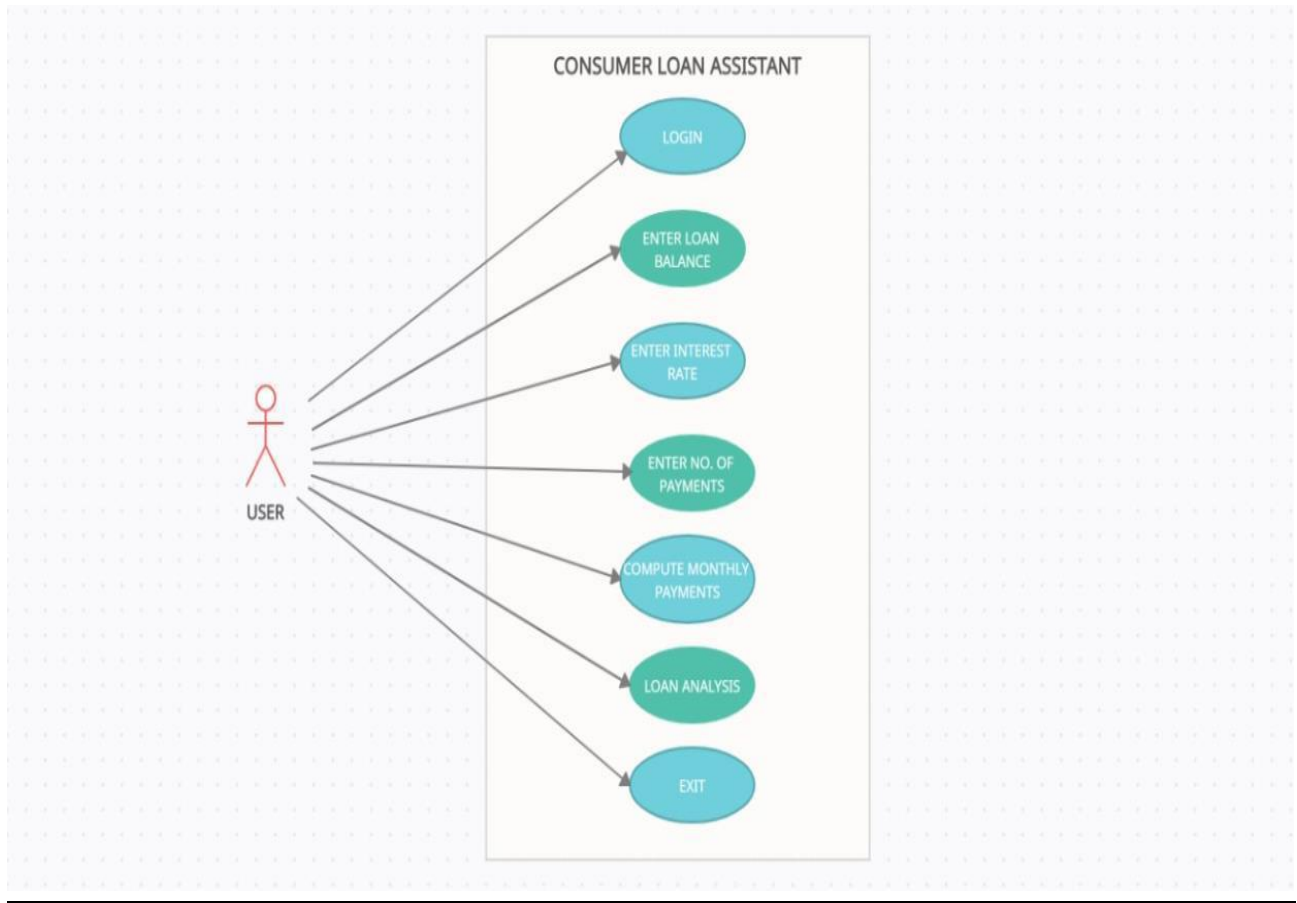 CONSUMER LOAN ASSISTANT
LOGIN
ENTER LOAN
BALANCE
ENTER INTEREST
RATE
ENTER NO. OF
PAYMENTS
USER
COMPUTE MONTHLY
PAYMENTS
LOAN ANALYSIS
EXIT